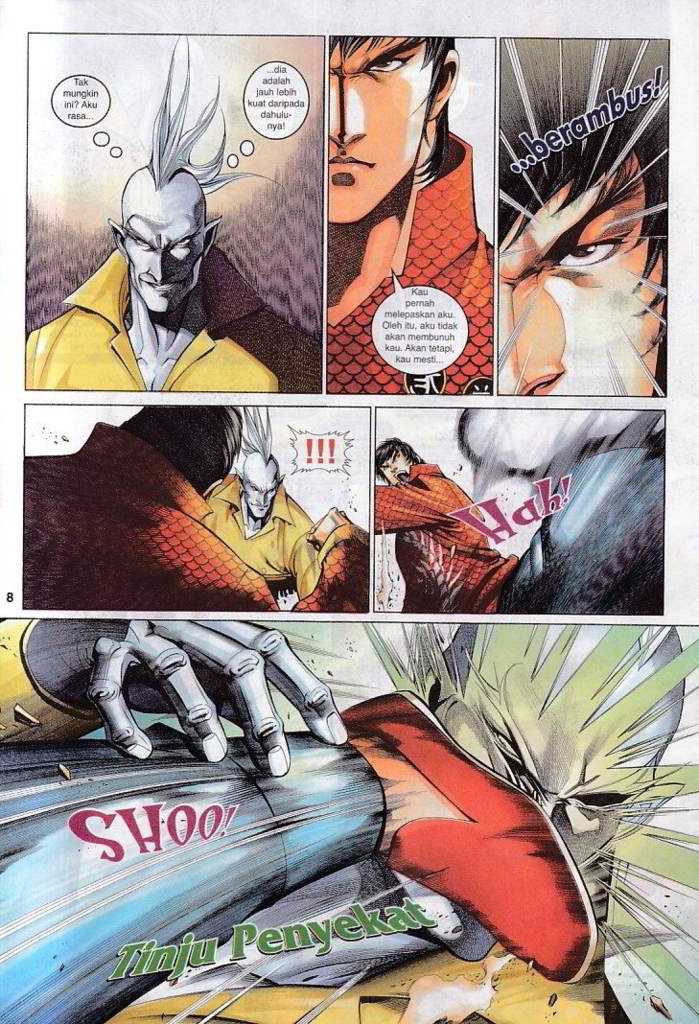 Tak
mungkin
ini? Aku
rasa...
...dia
adalah
jauh lebih
kuat daripada
dahulu-
nya!
Kau
pernah
melepaskan aku.
Oleh itu, aku tidak
akan membunuh
kau. Akan tetapi,
kau mesti...
...berambus!
!!!
Hah!
8
SHOO!
Tinju Penyekat